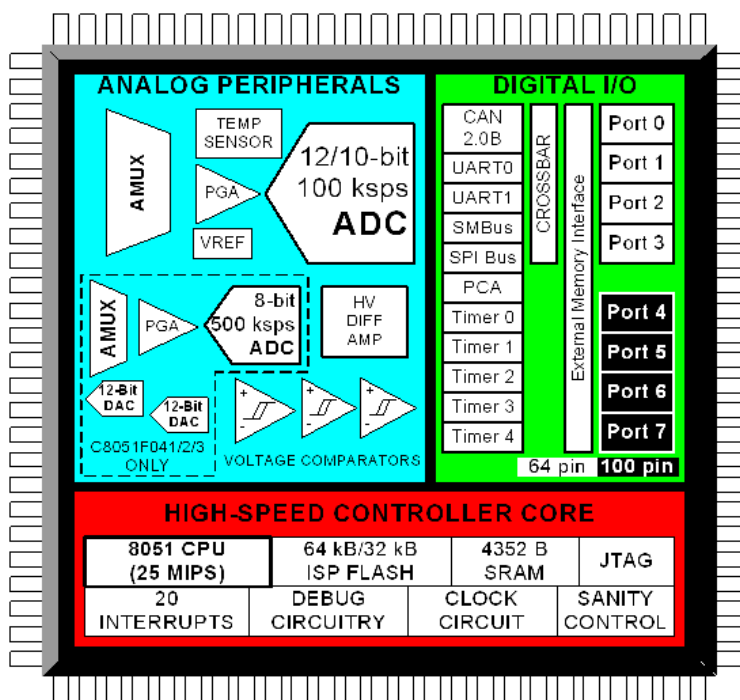 ANALOG PERIPHERALS
AMUX
TEMP
SENSOR
PGA
VREF
12/10-bit
100 ksps
ADC
AMUX
PGA
8-bit
500 ksps
ADC
HV
DIFF
AMP
12-Bit
DAC
12-Bit
DAC
C8051F041/2/3
ONLY
+
-
+
-
+
-
VOLTAGE COMPARATORS
DIGITAL I/O
CAN
2.0B
UART0
UART1
SMBus
SPI Bus
PCA
Timer 0
Timer 1
Timer 2
Timer 3
Timer 4
CROSSBAR
External Memory Interface
Port 0
Port 1
Port 2
Port 3
Port 4
Port 5
Port 6
Port 7
64 pin 100 pin
HIGH-SPEED CONTROLLER CORE
8051 CPU
(25 MIPS)
64 kB/32 kB
ISP FLASH
4352 B
SRAM
JTAG
20
INTERRUPTS
DEBUG
CIRCUITRY
CLOCK
CIRCUIT
SANITY
CONTROL